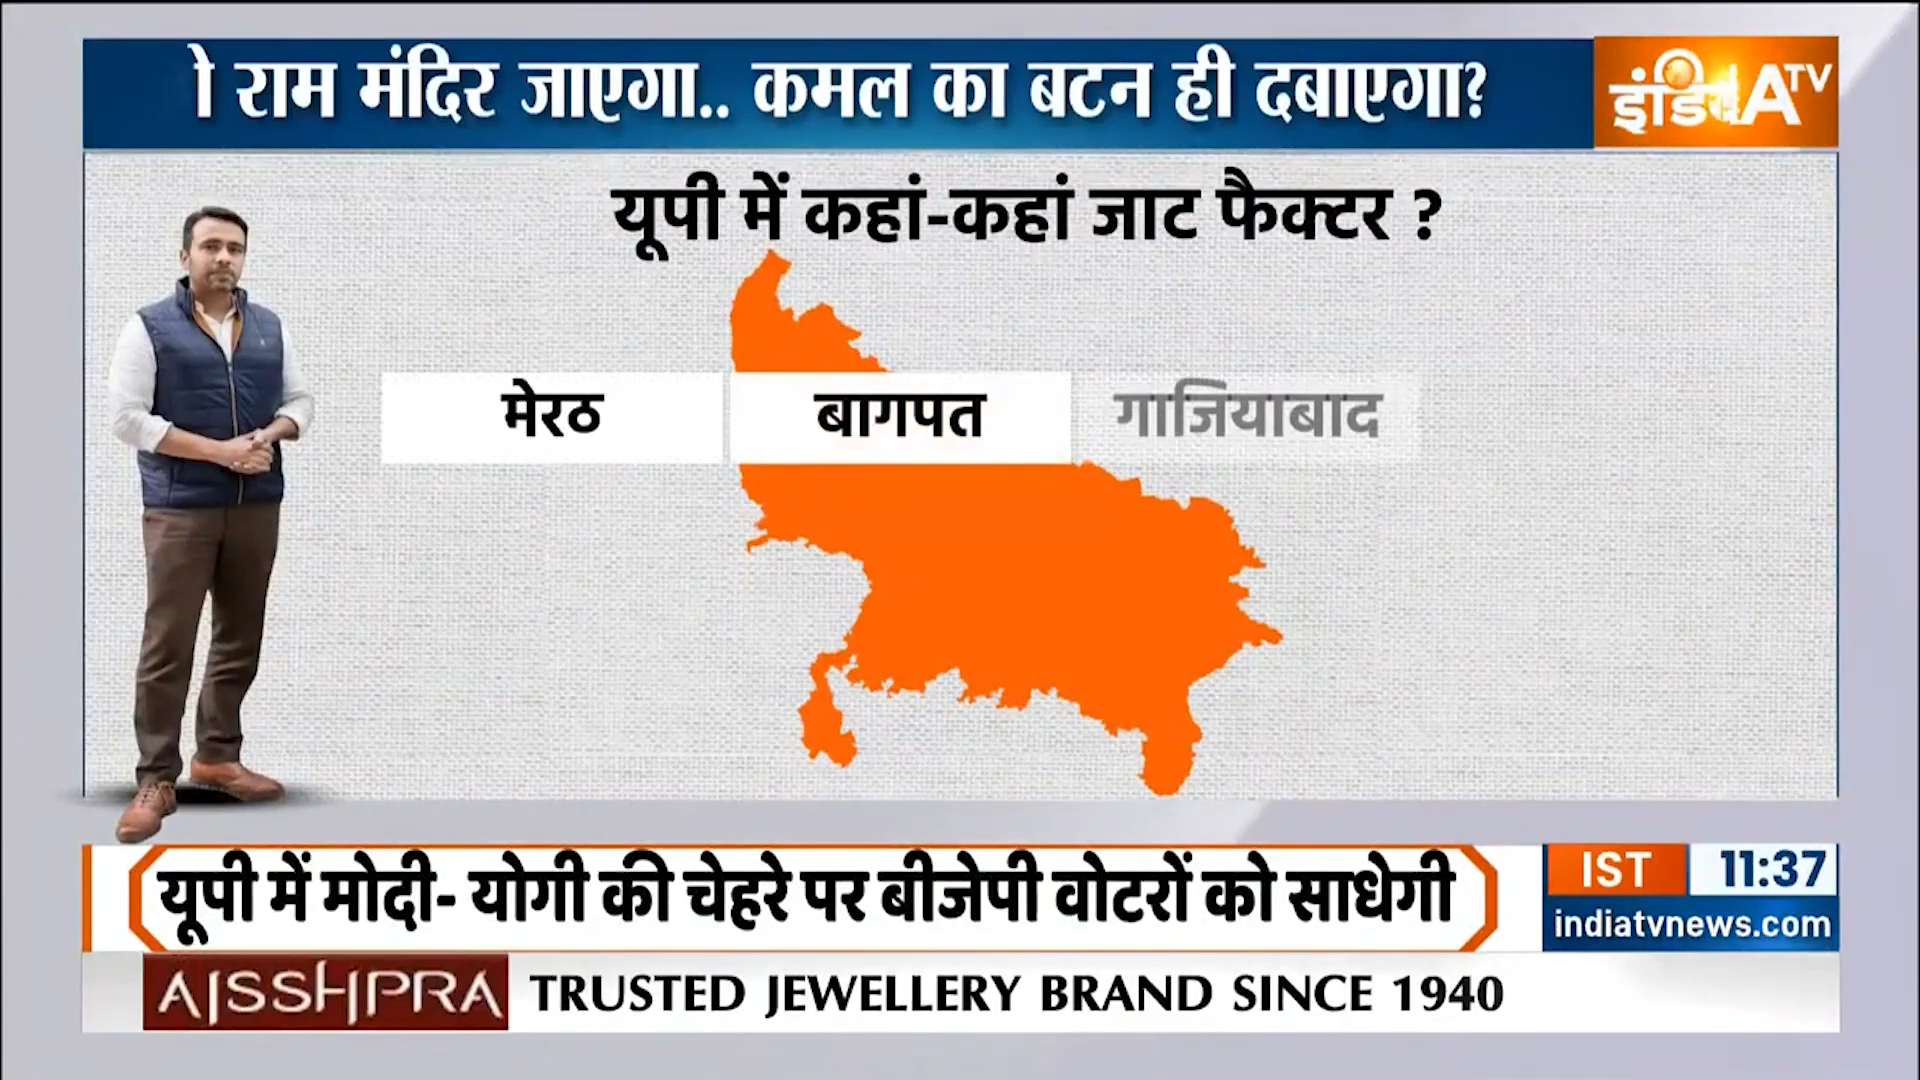 ो राम मंदिर जाएगा.. कमल का बटन ही दबाएगा?
इंडिया TV
यूपी में कहां-कहां जाट फैक्टर ?
मेरठ
बागपत
गाजियाबाद
यूपी में मोदी- योगी की चेहरे पर बीजेपी वोटरों को साधेगी
IST 11:37
indiatvnews.com
AISSHPRA TRUSTED JEWELLERY BRAND SINCE 1940